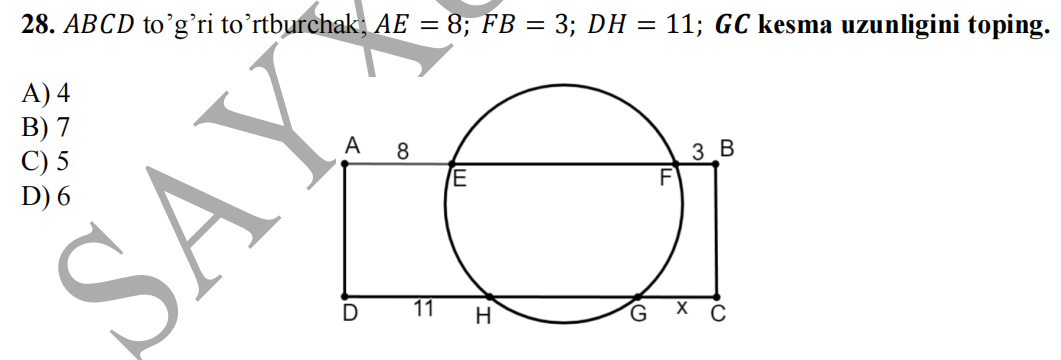 28. ABCD to’g’ri to’rtburchak; AE = 8; FB = 3; DH = 11; GC kesma uzunligini toping.
A) 4
B) 7
C) 5
D) 6
A 8 E F 3 B
D 11 H G x C